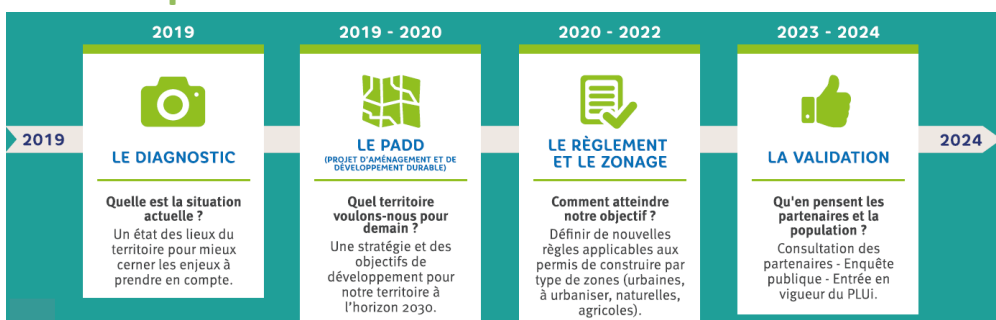 2019
2019 - 2020
2020 - 2022
2023 - 2024
2019
2024
LE DIAGNOSTIC
Quelle est la situation
actuelle ?
Un état des lieux du
territoire pour mieux
cerner les enjeux à
prendre en compte.
LE PADD
(PROJET D'AMÉNAGEMENT ET DE
DÉVELOPPEMENT DURABLE)
Quel territoire
voulons-nous pour
demain ?
Une stratégie et des
objectifs de
développement pour
notre territoire à
l'horizon 2030.
LE RÈGLEMENT
ET LE ZONAGE
Comment atteindre
notre objectif ?
Définir de nouvelles
règles applicables aux
permis de construire par
type de zones (urbaines,
à urbaniser, naturelles,
agricoles).
LA VALIDATION
Qu'en pensent les
partenaires et la
population ?
Consultation des
partenaires - Enquête
publique - Entrée en
vigueur du PLUi.